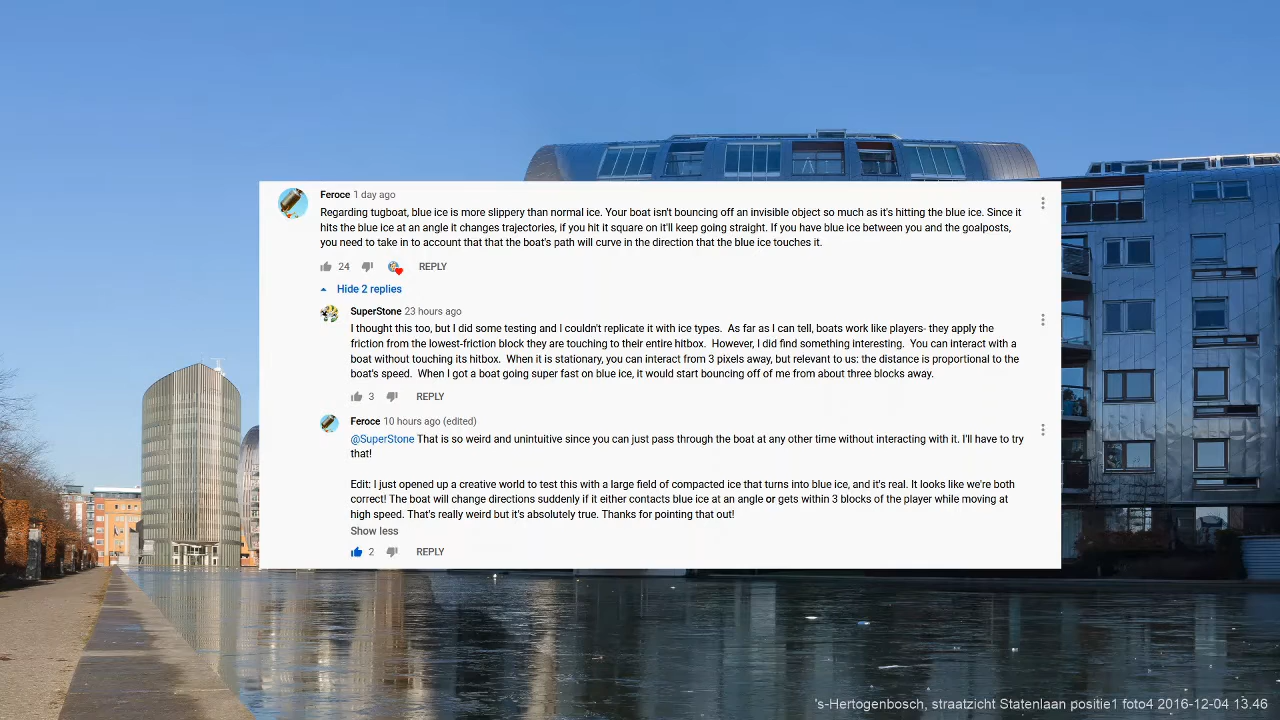 Feroce 1 day ago
Regarding tugboat, blue ice is more slippery than normal ice. Your boat isn't bouncing off an invisible object so much as it's hitting the blue ice. Since it
hits the blue ice at an angle it changes trajectories, if you hit it square on it'll keep going straight. If you have blue ice between you and the goalposts,
you need to take in to account that that the boat's path will curve in the direction that the blue ice touches it.
24 REPLY
Hide 2 replies
SuperStone 23 hours ago
I thought this too, but I did some testing and I couldn't replicate it with ice types. As far as I can tell, boats work like players- they apply the
friction from the lowest-friction block they are touching to their entire hitbox. However, I did find something interesting. You can interact with a
boat without touching its hitbox. When it is stationary, you can interact from 3 pixels away, but relevant to us: the distance is proportional to the
boat's speed. When I got a boat going super fast on blue ice, it would start bouncing off of me from about three blocks away.
3 REPLY
Feroce 10 hours ago (edited)
@SuperStone That is so weird and unintuitive since you can just pass through the boat at any other time without interacting with it. I'll have to try
that!
Edit: I just opened up a creative world to test this with a large field of compacted ice that turns into blue ice, and it's real. It looks like we're both
correct! The boat will change directions suddenly if it either contacts blue ice at an angle or gets within 3 blocks of the player while moving at
high speed. That's really weird but it's absolutely true. Thanks for pointing that out!
Show less
2 REPLY
's-Hertogenbosch, straatzicht Statenlaan positie1 foto4 2016-12-04 13.46